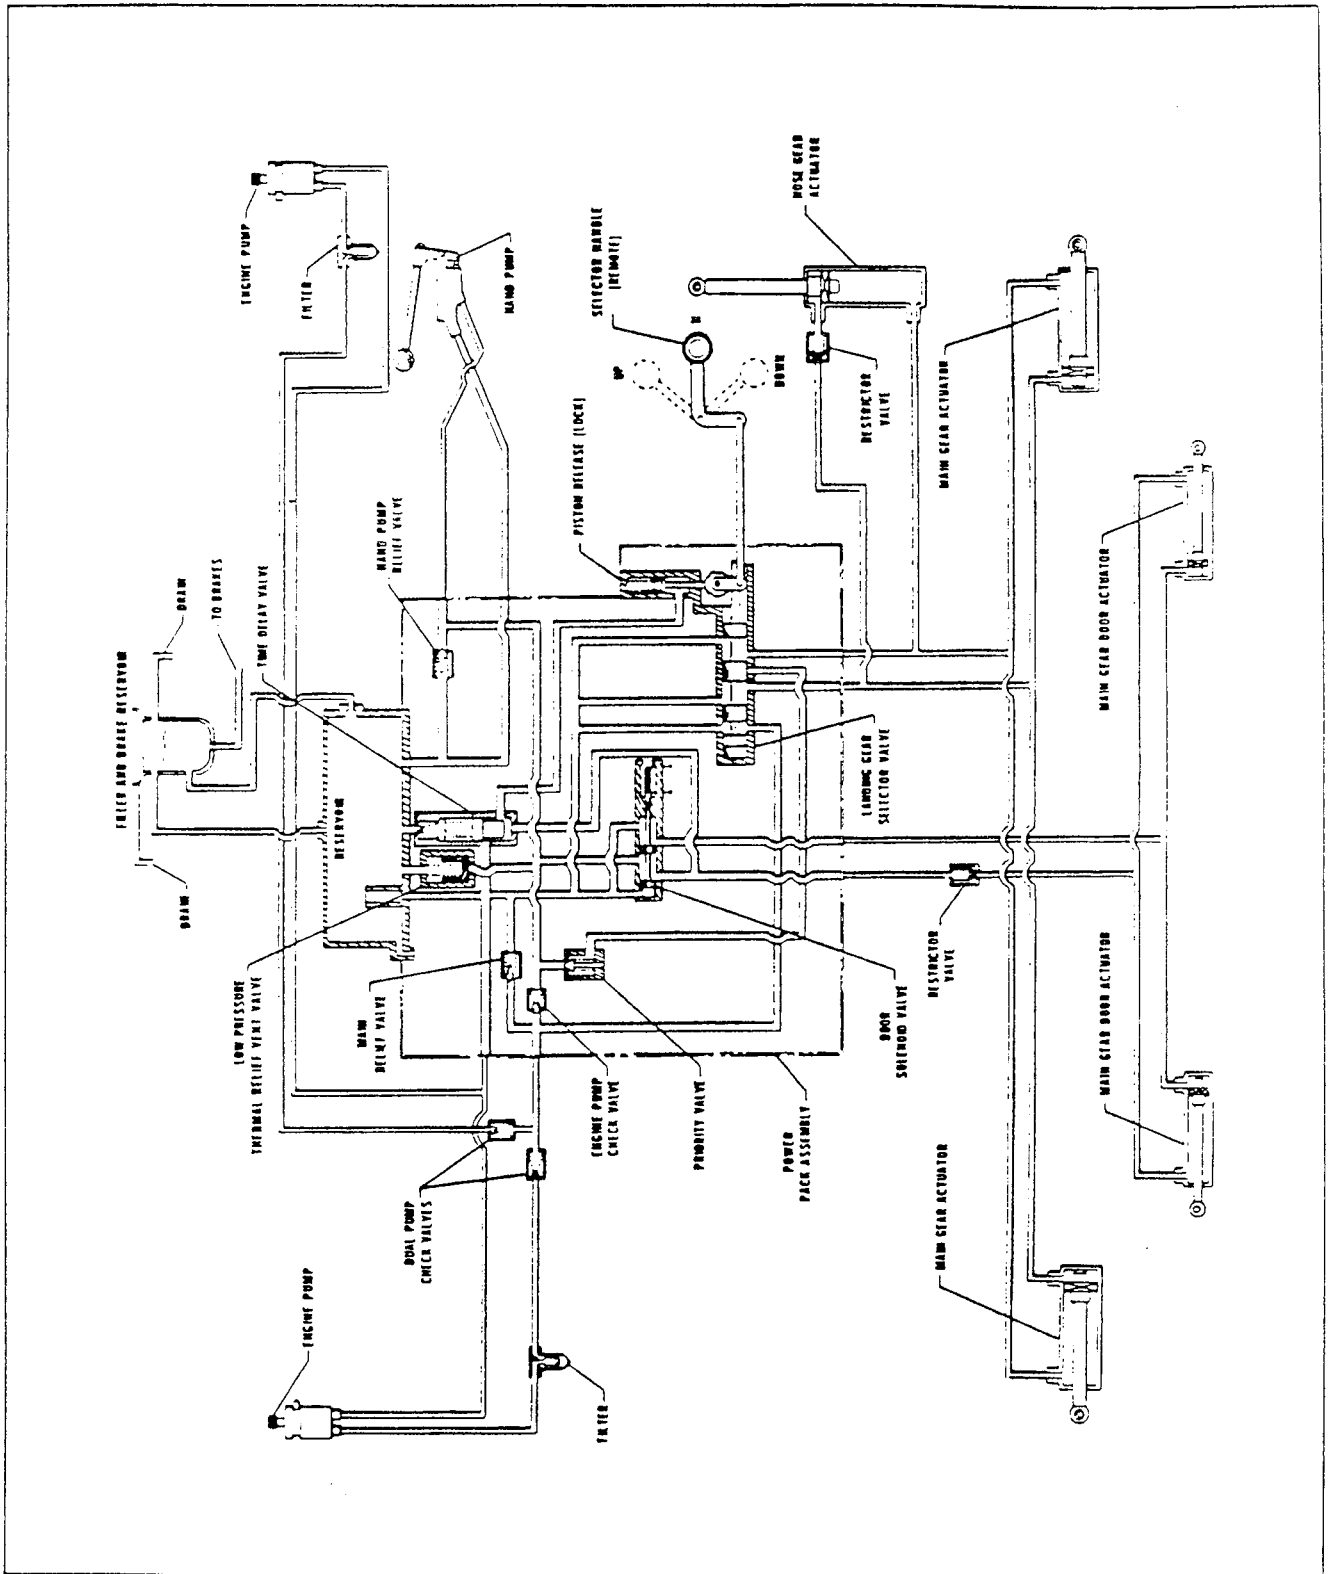 ENGINE PUMP
FILTER
HAND PUMP
DRAIN
TO BRAKES
FILLER AND BRAKE RESERVOIR
TIME DELAY VALVE
HAND PUMP
RELIEF VALVE
RESERVOIR
DRAIN
LOW PRESSURE
THERMAL RELIEF VENT VALVE
MAIN
RELIEF VALVE
DUAL PUMP
CHECK VALVES
ENGINE PUMP
FILTER
ENGINE PUMP
CHECK VALVE
PRIORITY VALVE
POWER
PACK ASSEMBLY
DOOR
SOLENOID VALVE
LANDING GEAR
SELECTOR VALVE
PISTON RELEASE (LOCK)
SELECTOR HANDLE
(REMOTE)
UP
N
DOWN
NOSE GEAR
ACTUATOR
RESTRICTOR
VALVE
MAIN GEAR ACTUATOR
MAIN GEAR DOOR ACTUATOR
RESTRICTOR
VALVE
MAIN GEAR DOOR ACTUATOR
MAIN GEAR ACTUATOR